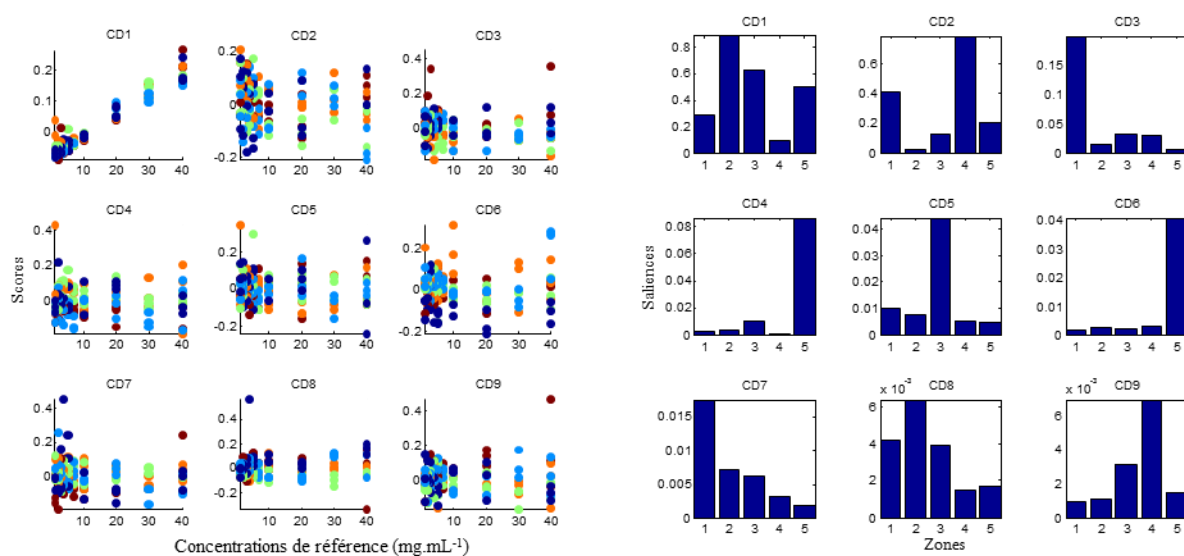 CD1 CD2 CD3
0.2 0.2 0.4
0.1 0.2
0 0 0
-0.2
10 20 30 40 10 20 30 40 10 20 30 40
CD4 CD5 CD6
0.4
0.2 0.2 0.2
0 0 0
-0.2 -0.2
10 20 30 40 10 20 30 40 10 20 30 40
CD7 CD8 CD9
0.4 0.4 0.4
0.2 0.2 0.2
0 0 0
-0.2
10 20 30 40 10 20 30 40 10 20 30 40
Scores
Concentrations de référence (mg.mL⁻¹)
CD1 CD2 CD3
0.8 0.6 0.15
0.6 0.4 0.1
0.4 0.2 0.05
0.2 0 0
0
1 2 3 4 5 1 2 3 4 5 1 2 3 4 5
CD4 CD5 CD6
0.08 0.04 0.04
0.06 0.03 0.03
0.04 0.02 0.02
0.02 0.01 0.01
0 0 0
1 2 3 4 5 1 2 3 4 5 1 2 3 4 5
CD7 x 10⁻³ CD8 x 10⁻³ CD9
0.015 6 6
0.01 4 4
0.005 2 2
0 0 0
1 2 3 4 5 1 2 3 4 5 1 2 3 4 5
Saliences
Zones